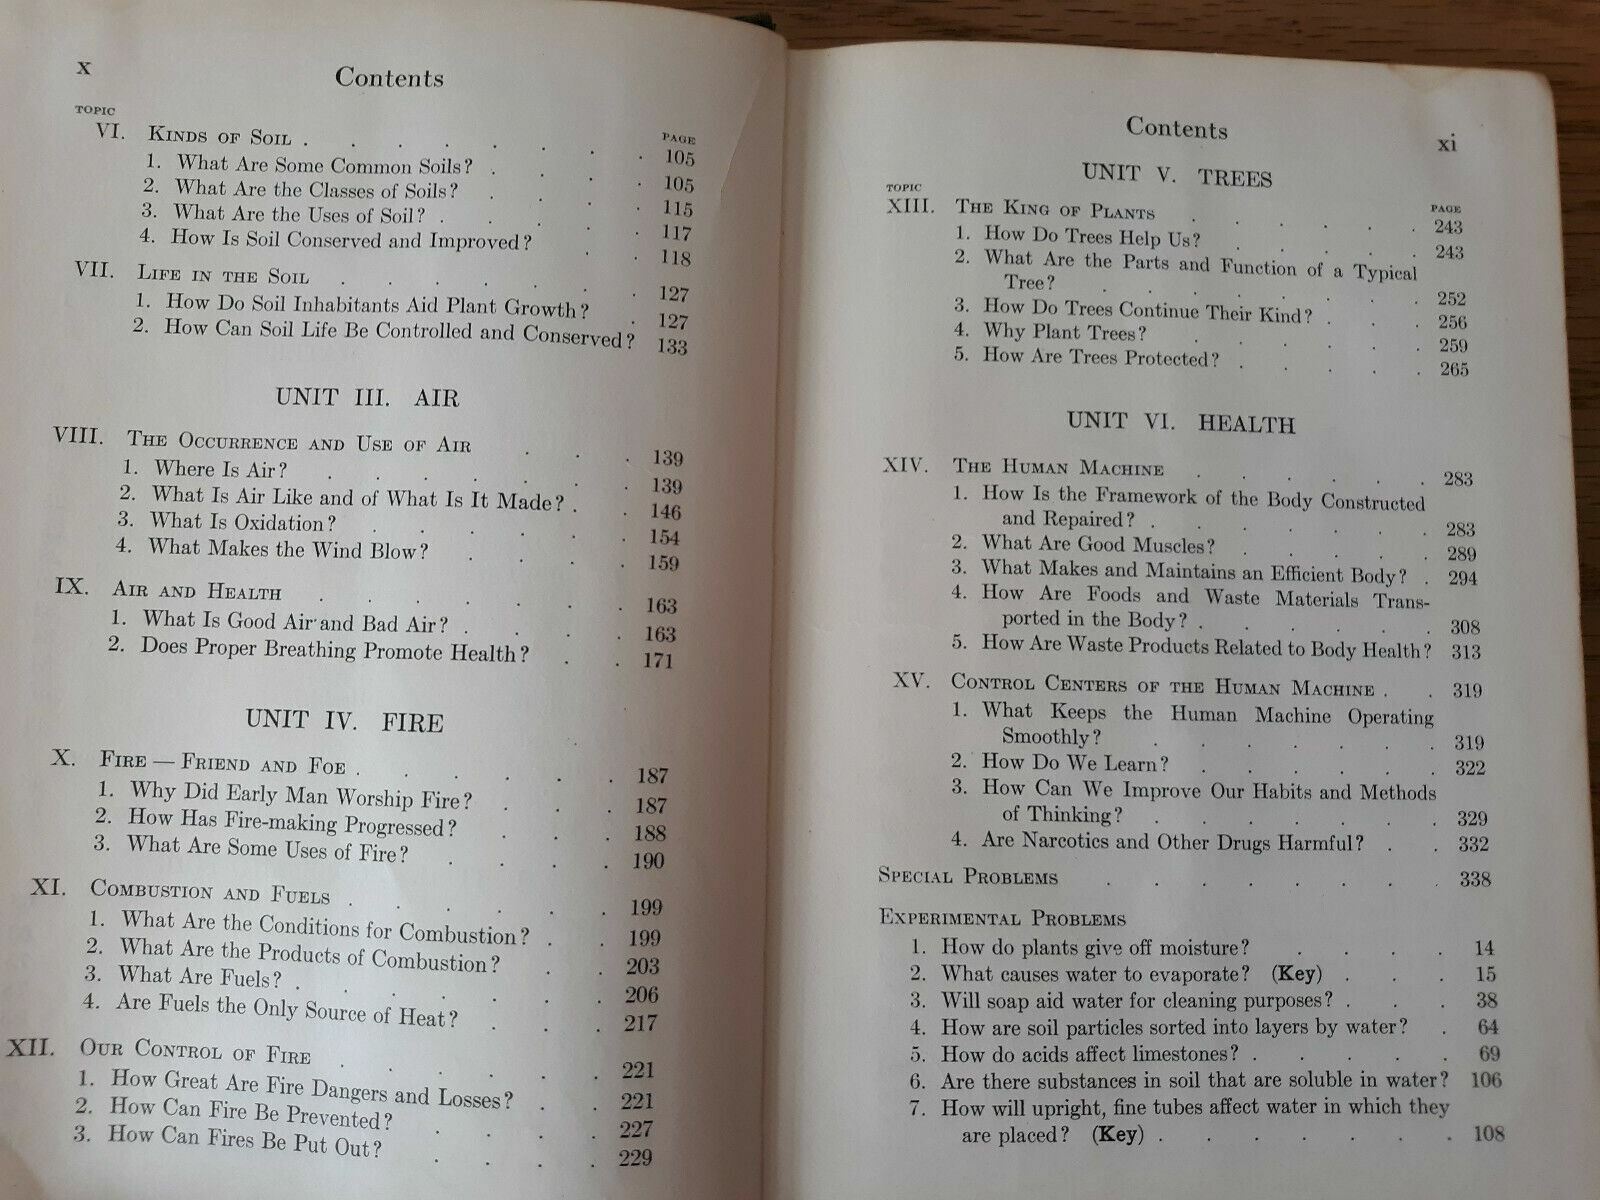 x
Contents
TOPIC
PAGE
VI. KINDS OF SOIL . . . . . . . 105
1. What Are Some Common Soils? . . . 105
2. What Are the Classes of Soils? . . . 115
3. What Are the Uses of Soil? . . . . 117
4. How Is Soil Conserved and Improved? . . 118
VII. LIFE IN THE SOIL . . . . . . 127
1. How Do Soil Inhabitants Aid Plant Growth? . 127
2. How Can Soil Life Be Controlled and Conserved? 133
UNIT III. AIR
VIII. THE OCCURRENCE AND USE OF AIR . . . 139
1. Where Is Air? . . . . . . . 139
2. What Is Air Like and of What Is It Made? . . 146
3. What Is Oxidation? . . . . . . 154
4. What Makes the Wind Blow? . . . . 159
IX. AIR AND HEALTH . . . . . . 163
1. What Is Good Air and Bad Air? . . . . 163
2. Does Proper Breathing Promote Health? . . 171
UNIT IV. FIRE
X. FIRE — FRIEND AND FOE . . . . . . 187
1. Why Did Early Man Worship Fire? . . . 187
2. How Has Fire-making Progressed? . . . 188
3. What Are Some Uses of Fire? . . . . 190
XI. COMBUSTION AND FUELS . . . . . . 199
1. What Are the Conditions for Combustion? . . 199
2. What Are the Products of Combustion? . . 203
3. What Are Fuels? . . . . . . . 206
4. Are Fuels the Only Source of Heat? . . . 217
XII. OUR CONTROL OF FIRE . . . . . . 221
1. How Great Are Fire Dangers and Losses? . . 221
2. How Can Fire Be Prevented? . . . . 227
3. How Can Fires Be Put Out? . . . . 229
Contents
xi
UNIT V. TREES
TOPIC
PAGE
XIII. THE KING OF PLANTS . . . . . . 243
1. How Do Trees Help Us? . . . . . 243
2. What Are the Parts and Function of a Typical
Tree? . . . . . . . . 252
3. How Do Trees Continue Their Kind? . . . 256
4. Why Plant Trees? . . . . . . 259
5. How Are Trees Protected? . . . . . 265
UNIT VI. HEALTH
XIV. THE HUMAN MACHINE . . . . . . 283
1. How Is the Framework of the Body Constructed
and Repaired? . . . . . . . 283
2. What Are Good Muscles? . . . . . 289
3. What Makes and Maintains an Efficient Body? . 294
4. How Are Foods and Waste Materials Trans-
ported in the Body? . . . . . . 308
5. How Are Waste Products Related to Body Health? 313
XV. CONTROL CENTERS OF THE HUMAN MACHINE . . 319
1. What Keeps the Human Machine Operating
Smoothly? . . . . . . . 319
2. How Do We Learn? . . . . . . 322
3. How Can We Improve Our Habits and Methods
of Thinking? . . . . . . . 329
4. Are Narcotics and Other Drugs Harmful? . . 332
SPECIAL PROBLEMS . . . . . . . 338
EXPERIMENTAL PROBLEMS
1. How do plants give off moisture? . . . . 14
2. What causes water to evaporate? (Key) . . . 15
3. Will soap aid water for cleaning purposes? . . . 38
4. How are soil particles sorted into layers by water? . 64
5. How do acids affect limestones? . . . . . 69
6. Are there substances in soil that are soluble in water? 106
7. How will upright, fine tubes affect water in which they
are placed? (Key) . . . . . . . 108